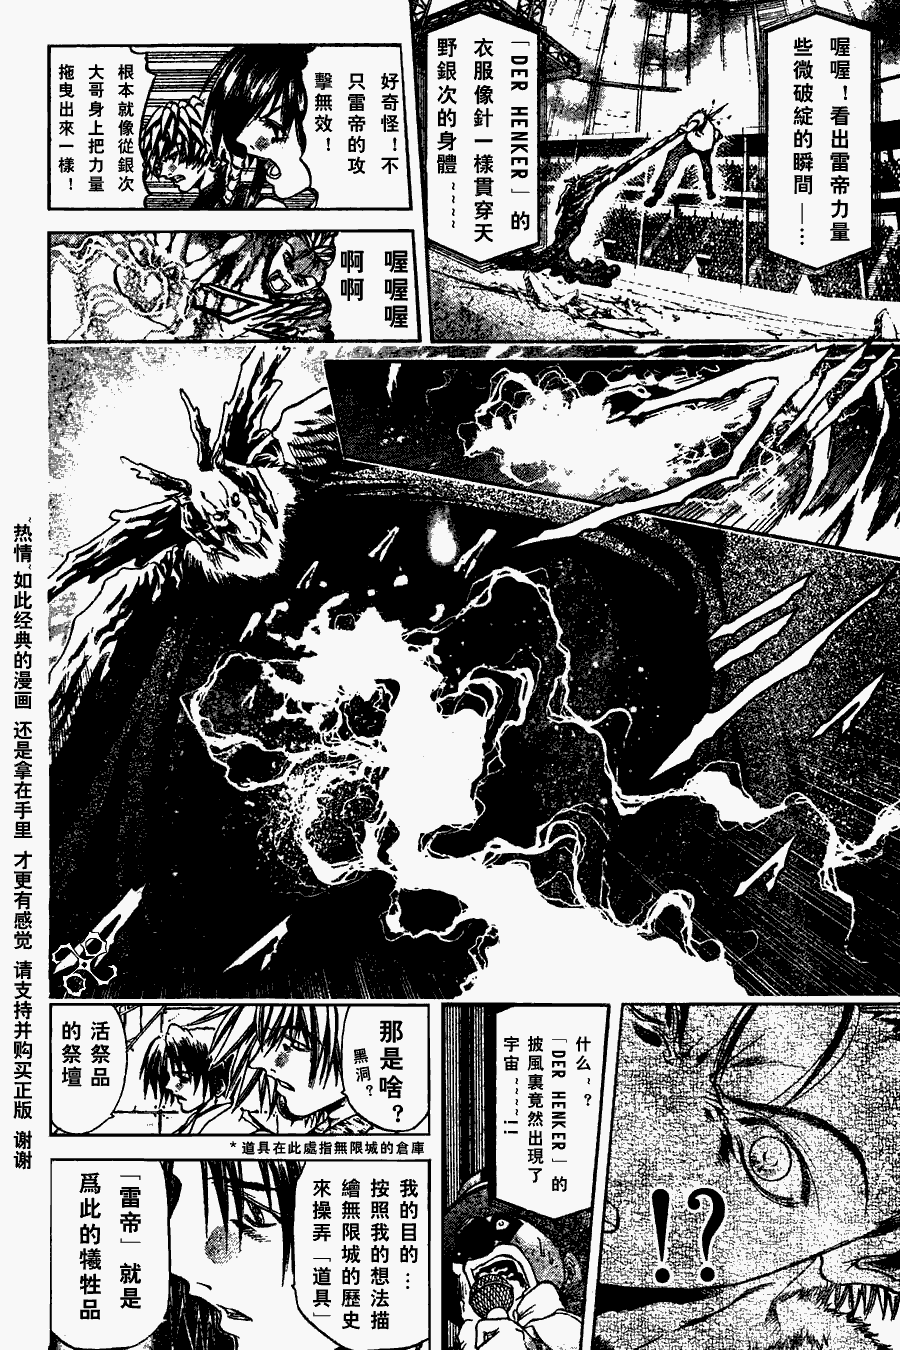 喔喔！看出雷帝力量
些微破綻的瞬間……
「DER HENKER」的
衣服像針一樣貫穿天
野銀次的身體~~~~~
好奇怪！不
只雷帝的攻
擊無效！
根本就像從銀次
大哥身上把力量
拖曳出來一樣！
喔喔喔
啊啊
!?
什么~？
「DER HENKER」的
披風裏竟然出現了
宇宙~~~~!!
那是啥？
黑洞？
活祭品
的祭壇
*道具在此處指無限城的倉庫
我的目的…
按照我的想法描
繪無限城的歷史
來操弄「道具」
「雷帝」就是
爲此的犧牲品
~热情~如此经典的漫画 还是拿在手里 才更有感觉 请支持并购买正版 谢谢